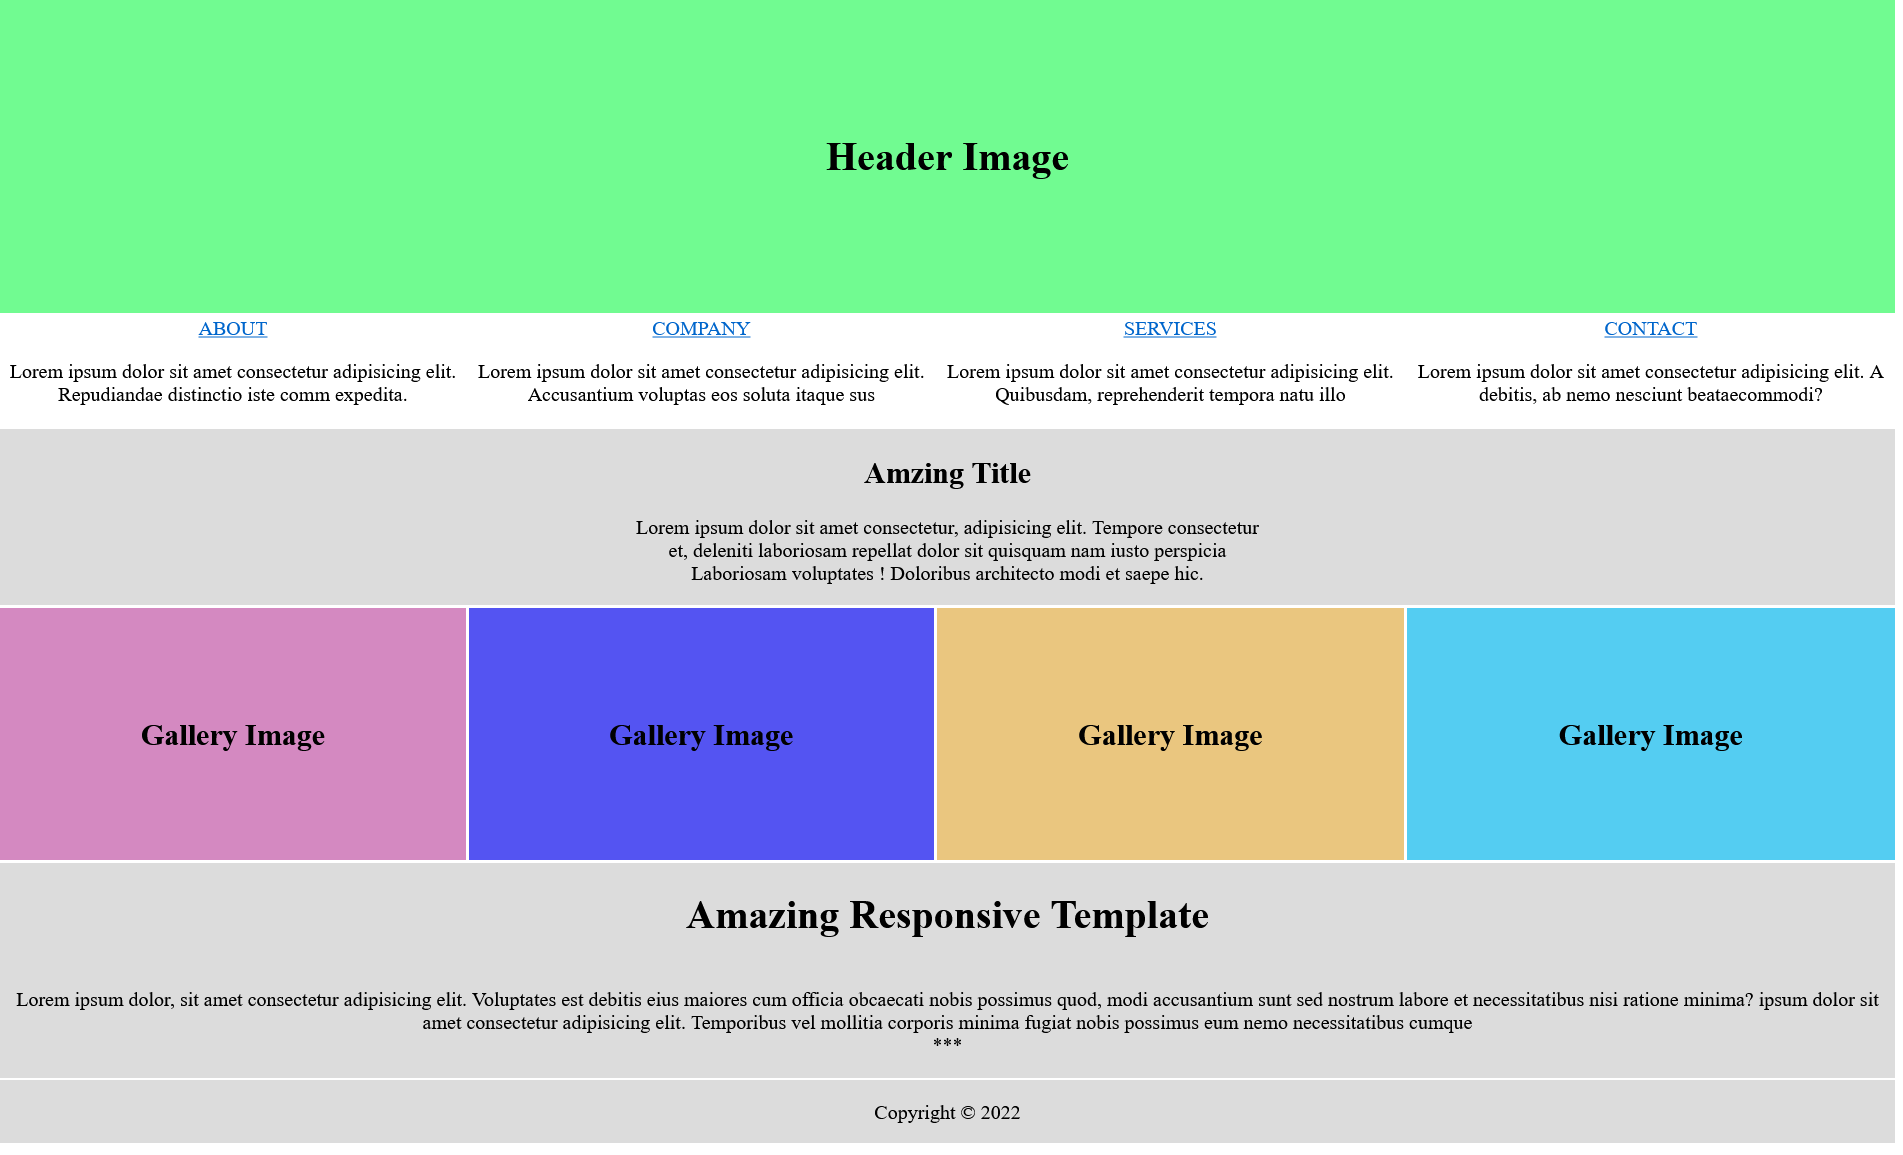 Header Image
ABOUT
Lorem ipsum dolor sit amet consectetur adipisicing elit.
Repudiandae distinctio iste comm expedita.
COMPANY
Lorem ipsum dolor sit amet consectetur adipisicing elit.
Accusantium voluptas eos soluta itaque sus
SERVICES
Lorem ipsum dolor sit amet consectetur adipisicing elit.
Quibusdam, reprehenderit tempora natu illo
CONTACT
Lorem ipsum dolor sit amet consectetur adipisicing elit. A
debitis, ab nemo nesciunt beataecommodi?
Amzing Title
Lorem ipsum dolor sit amet consectetur, adipisicing elit. Tempore consectetur
et, deleniti laboriosam repellat dolor sit quisquam nam iusto perspicia
Laboriosam voluptates ! Doloribus architecto modi et saepe hic.
Gallery Image
Gallery Image
Gallery Image
Gallery Image
Amazing Responsive Template
Lorem ipsum dolor, sit amet consectetur adipisicing elit. Voluptates est debitis eius maiores cum officia obcaecati nobis possimus quod, modi accusantium sunt sed nostrum labore et necessitatibus nisi ratione minima? ipsum dolor sit
amet consectetur adipisicing elit. Temporibus vel mollitia corporis minima fugiat nobis possimus eum nemo necessitatibus cumque
***
Copyright © 2022